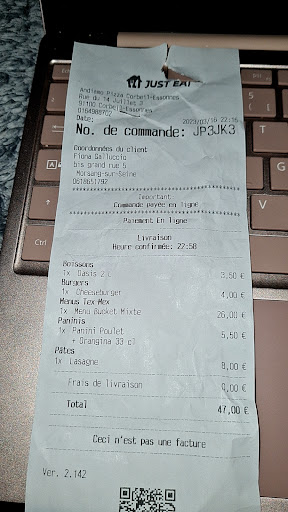 JUST EAT
Andiamo Pizza Corbeil-Essonnes
Rue du 14 Juillet 3
91100 Corbeil-Essonnes
0164988702
Date: 2023/03/16 22:16
No. de commande: JP3JK3
Coordonnées du client
Fiona Galluccio
bis grand rue 5
Morsang-sur-Seine
0618651792
Important
Commande payée en ligne
Paiement En ligne
Livraison
Heure confirmée: 22:58
Boissons
1x Oasis 2 L 3,50 €
Burgers
1x Cheeseburger 4,00 €
Menus Tex Mex
1x Menu Bucket Mixte 26,00 €
Paninis
1x Panini Poulet 5,50 €
+ Orangina 33 cl
Pâtes
1x Lasagne 8,00 €
Frais de livraison 0,00 €
Total 47,00 €
Ceci n'est pas une facture
Ver. 2.142
Ctrl